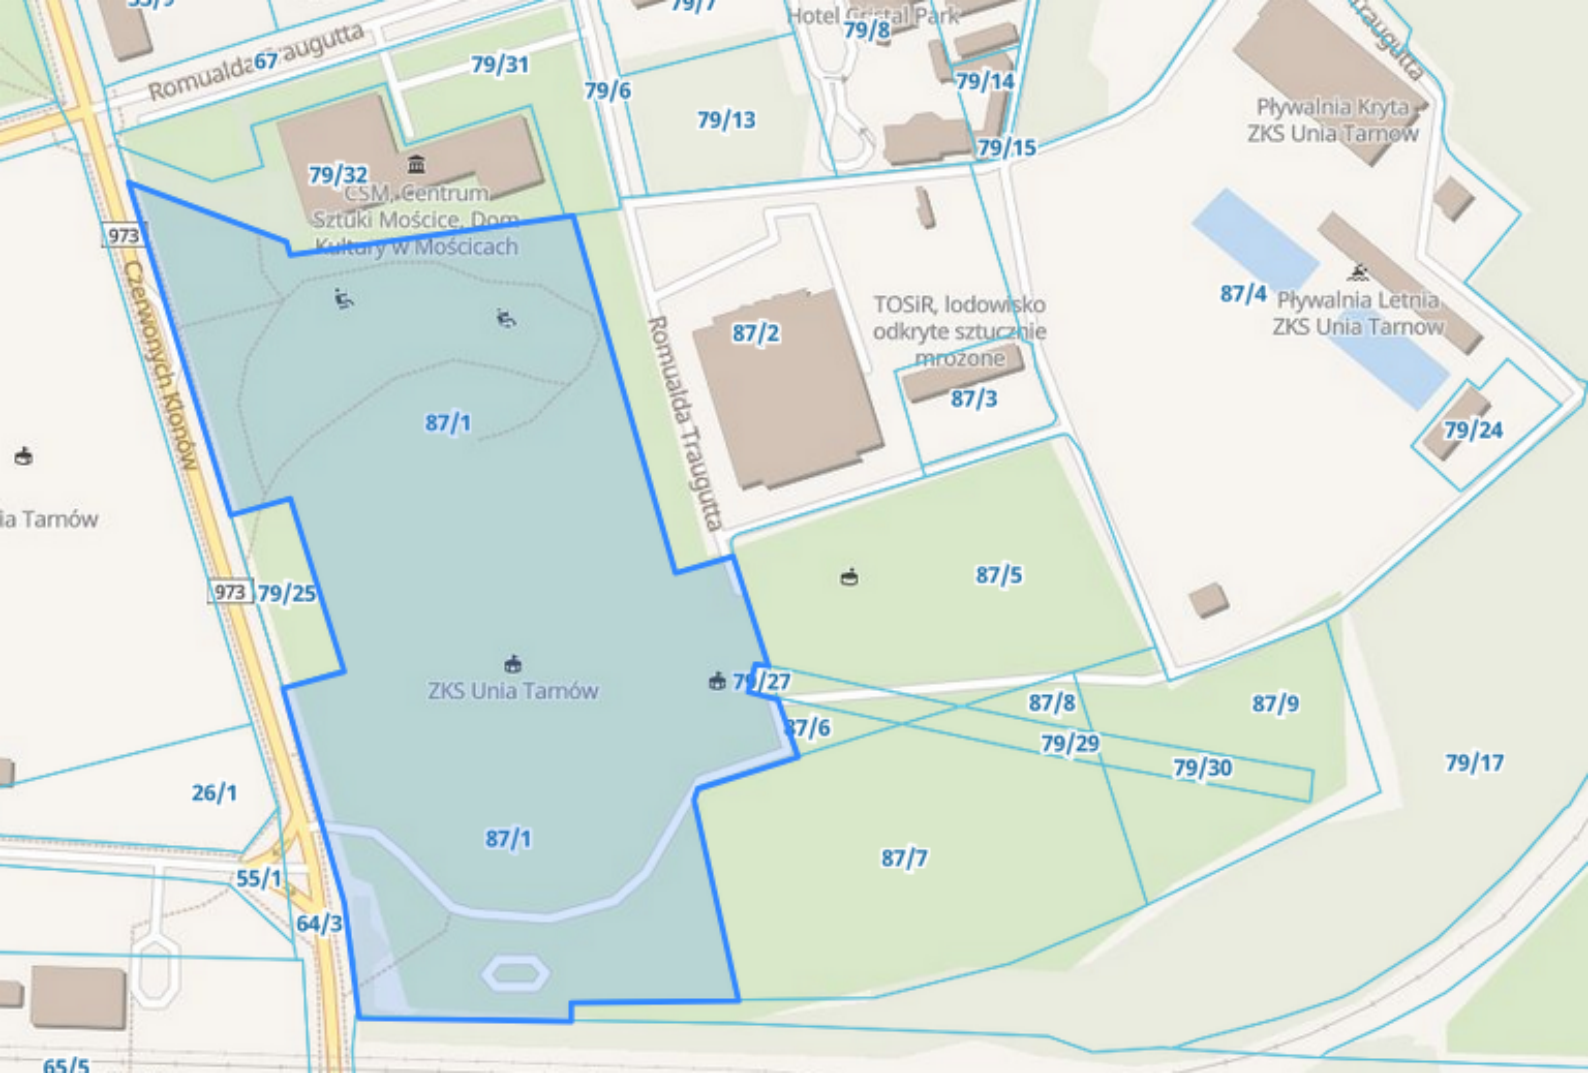 79/7
Hotel Cristal Park
79/8
Romualda Traugutta
67
79/31
79/6
79/14
79/13
Traugutta
Pływalnia Kryta
ZKS Unia Tarnow
79/15
79/32
CSM, Centrum
Sztuki Mościce, Dom
Kultury w Mościcach
973
Czerwonych Klonów
87/4
Pływalnia Letnia
ZKS Unia Tarnow
TOSiR, lodowisko
odkryte sztucznie
mrożone
87/2
Romualda Traugutta
87/3
87/1
79/24
ia Tarnów
87/5
973
79/25
ZKS Unia Tarnów
79/27
87/6
87/8
87/9
79/29
79/30
79/17
26/1
87/1
87/7
55/1
64/3
65/5